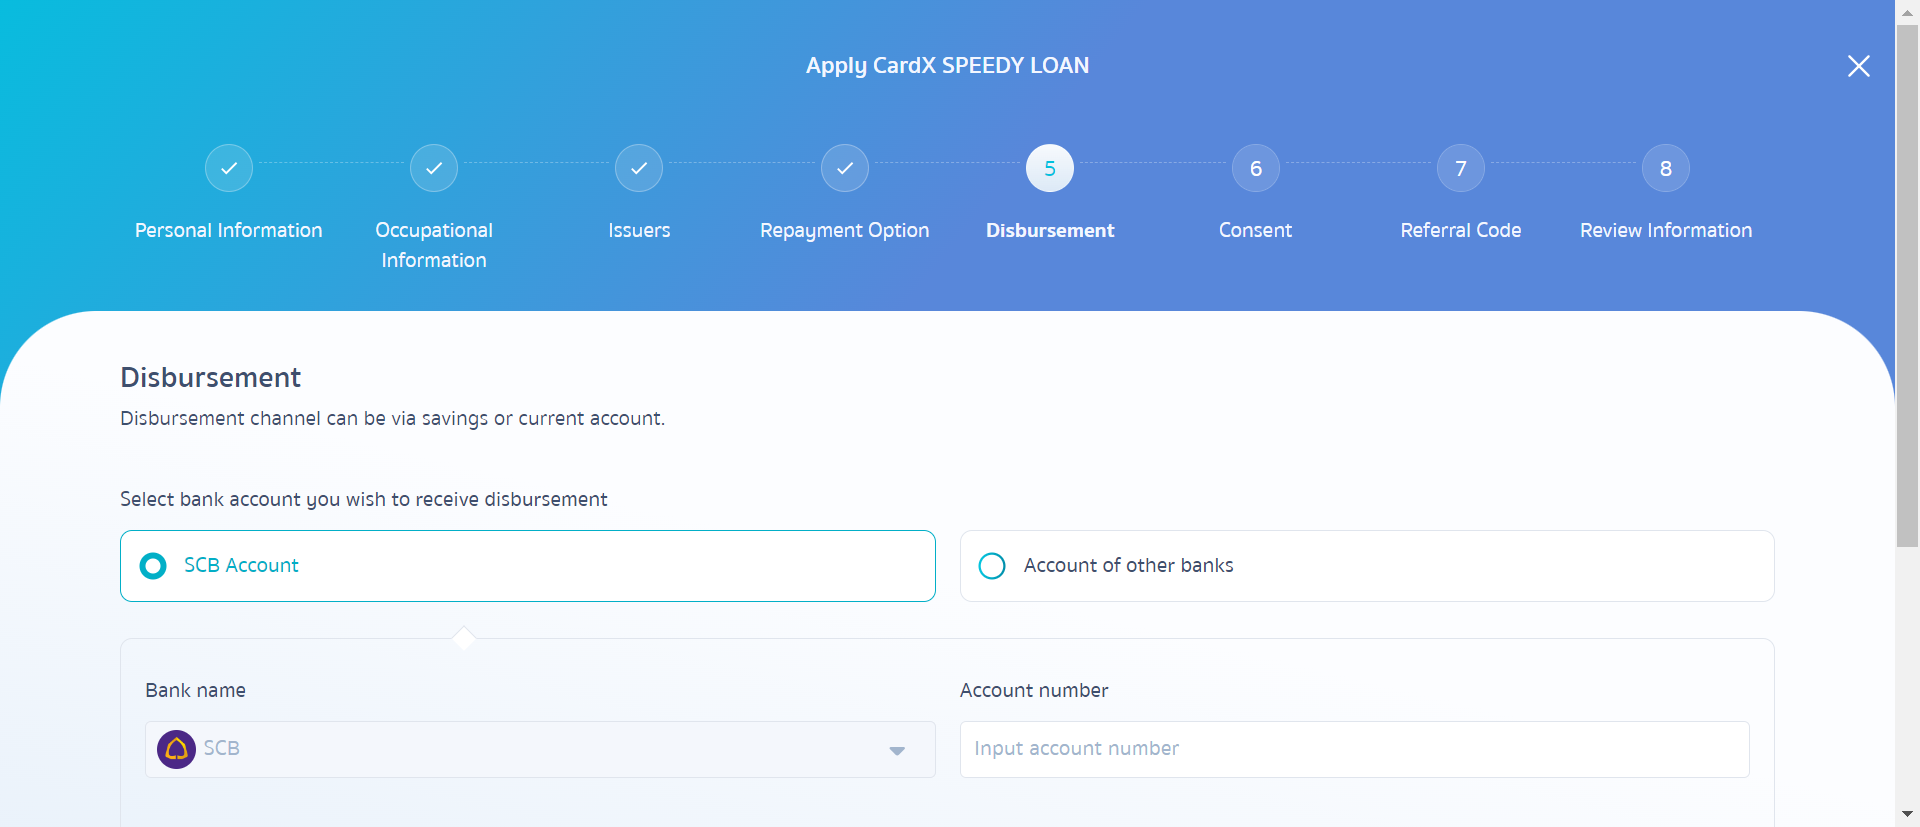 Apply CardX SPEEDY LOAN
5
6
7
8
Personal Information
Occupational
Information
Issuers
Repayment Option
Disbursement
Consent
Referral Code
Review Information
Disbursement
Disbursement channel can be via savings or current account.
Select bank account you wish to receive disbursement
SCB Account
Account of other banks
Bank name
Account number
SCB
Input account number